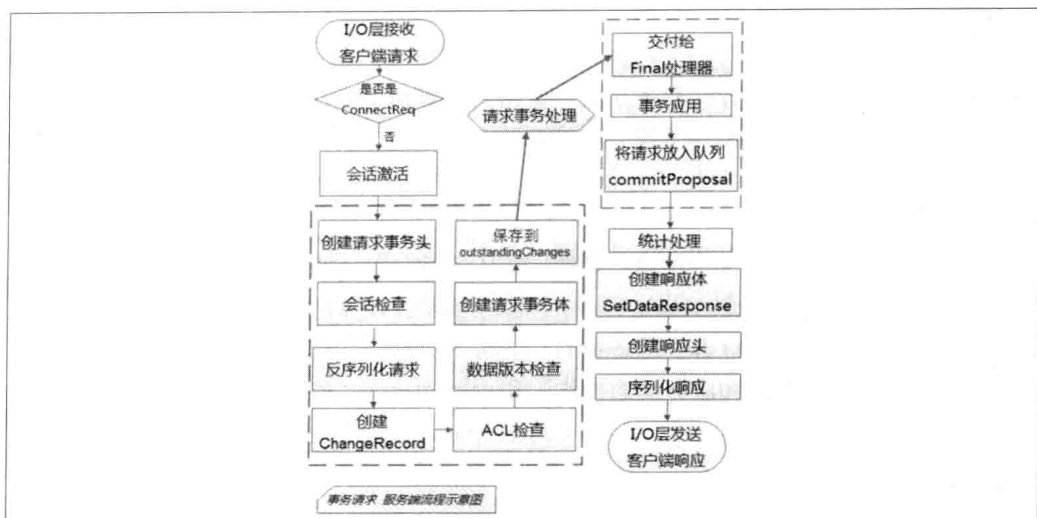 I/O层接收
客户端请求
是否是
ConnectReq
否
会话激活
创建请求事务头
会话检查
反序列化请求
创建
ChangeRecord
ACL检查
数据版本检查
创建请求事务体
保存到
outstandingChanges
请求事务处理
交付给
Final处理器
事务应用
将请求放入队列
commitProposal
统计处理
创建响应体
SetDataResponse
创建响应头
序列化响应
I/O层发送
客户端响应
事务请求 服务端流程示意图